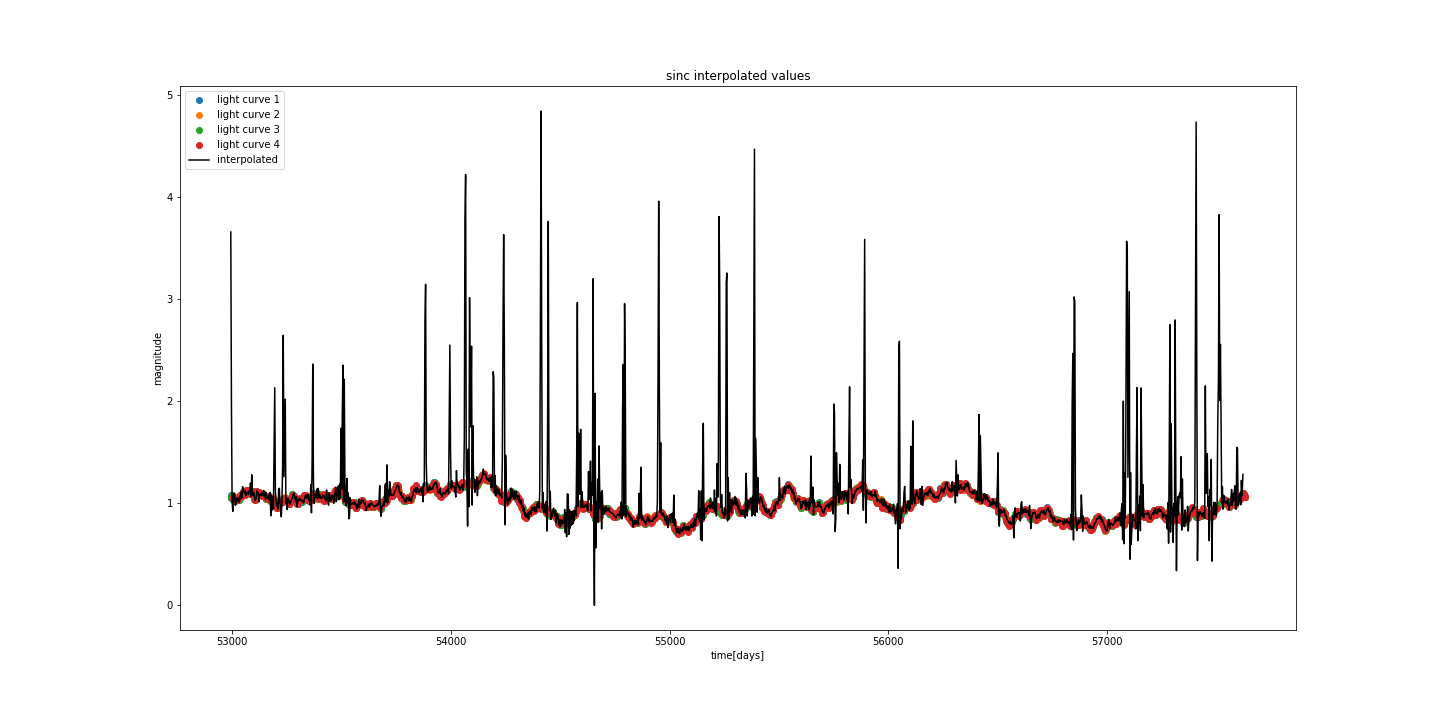 sinc interpolated values
light curve 1
light curve 2
light curve 3
light curve 4
interpolated
5
4
3
2
1
0
magnitude
53000 54000 55000 56000 57000
time[days]